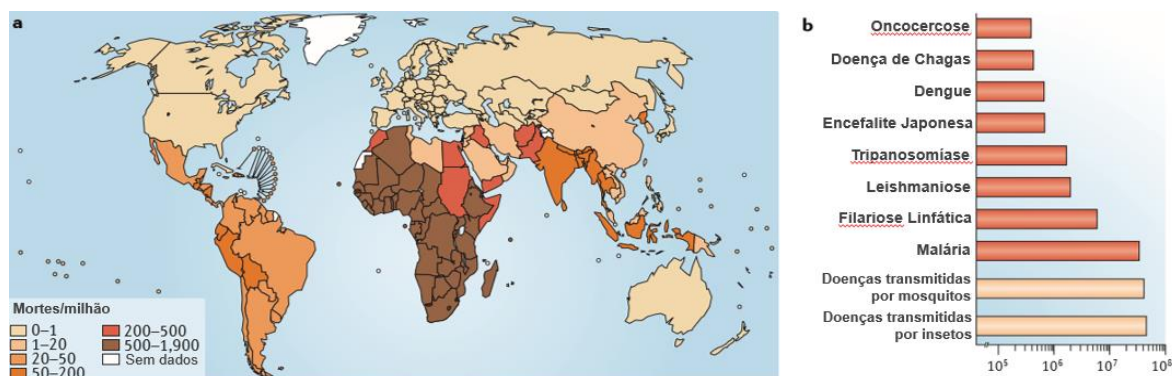 a
Mortes/milhão
0–1
1–20
20–50
50–200
200–500
500–1,900
Sem dados
b
Oncocercose
Doença de Chagas
Dengue
Encefalite Japonesa
Tripanosomíase
Leishmaniose
Filariose Linfática
Malária
Doenças transmitidas
por mosquitos
Doenças transmitidas
por insetos
10⁵
10⁶
10⁷
10⁸